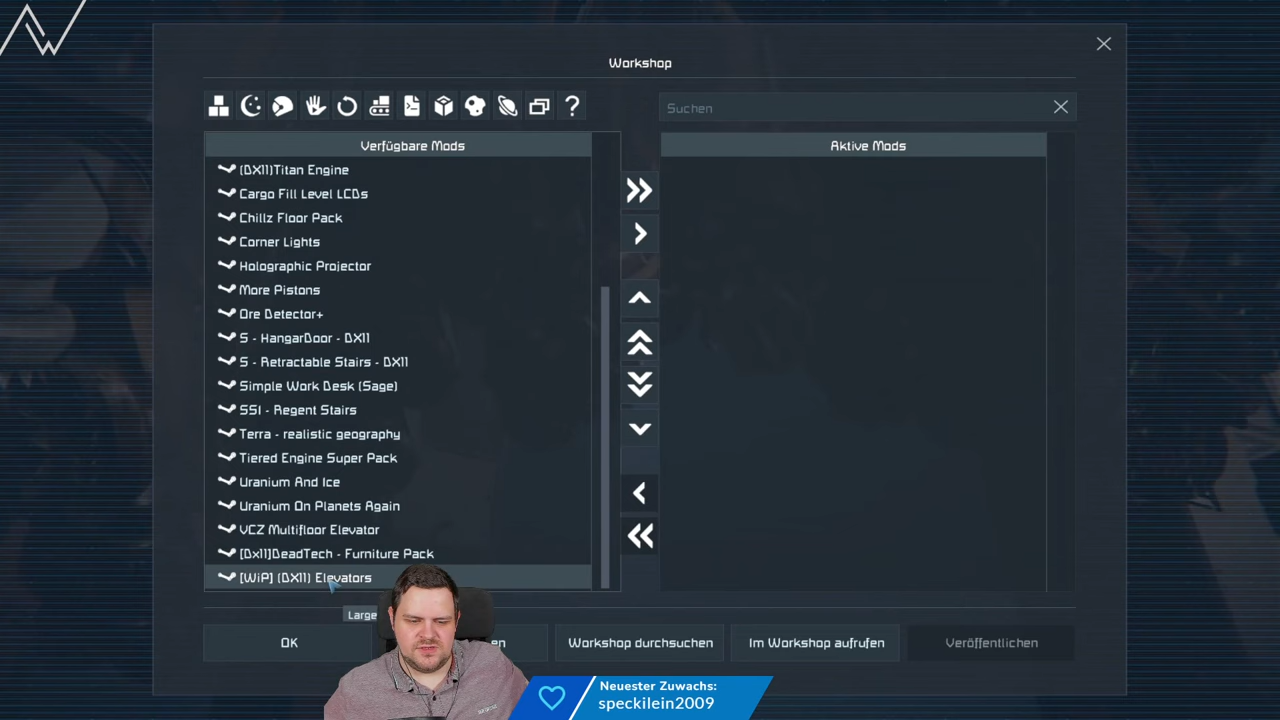 Workshop
Suchen
Verfügbare Mods
Aktive Mods
(DX11)Titan Engine
Cargo Fill Level LCDs
Chillz Floor Pack
Corner Lights
Holographic Projector
More Pistons
Ore Detector+
S - HangarDoor - DX11
S - Retractable Stairs - DX11
Simple Work Desk (Sage)
SS1 - Regent Stairs
Terra - realistic geography
Tiered Engine Super Pack
Uranium And Ice
Uranium On Planets Again
VCZ Multifloor Elevator
[Dx11]DeadTech - Furniture Pack
[WiP] (DX11) Elevators
Large
OK
Workshop durchsuchen
Im Workshop aufrufen
Veröffentlichen
Neuester Zuwachs:
speckilein2009